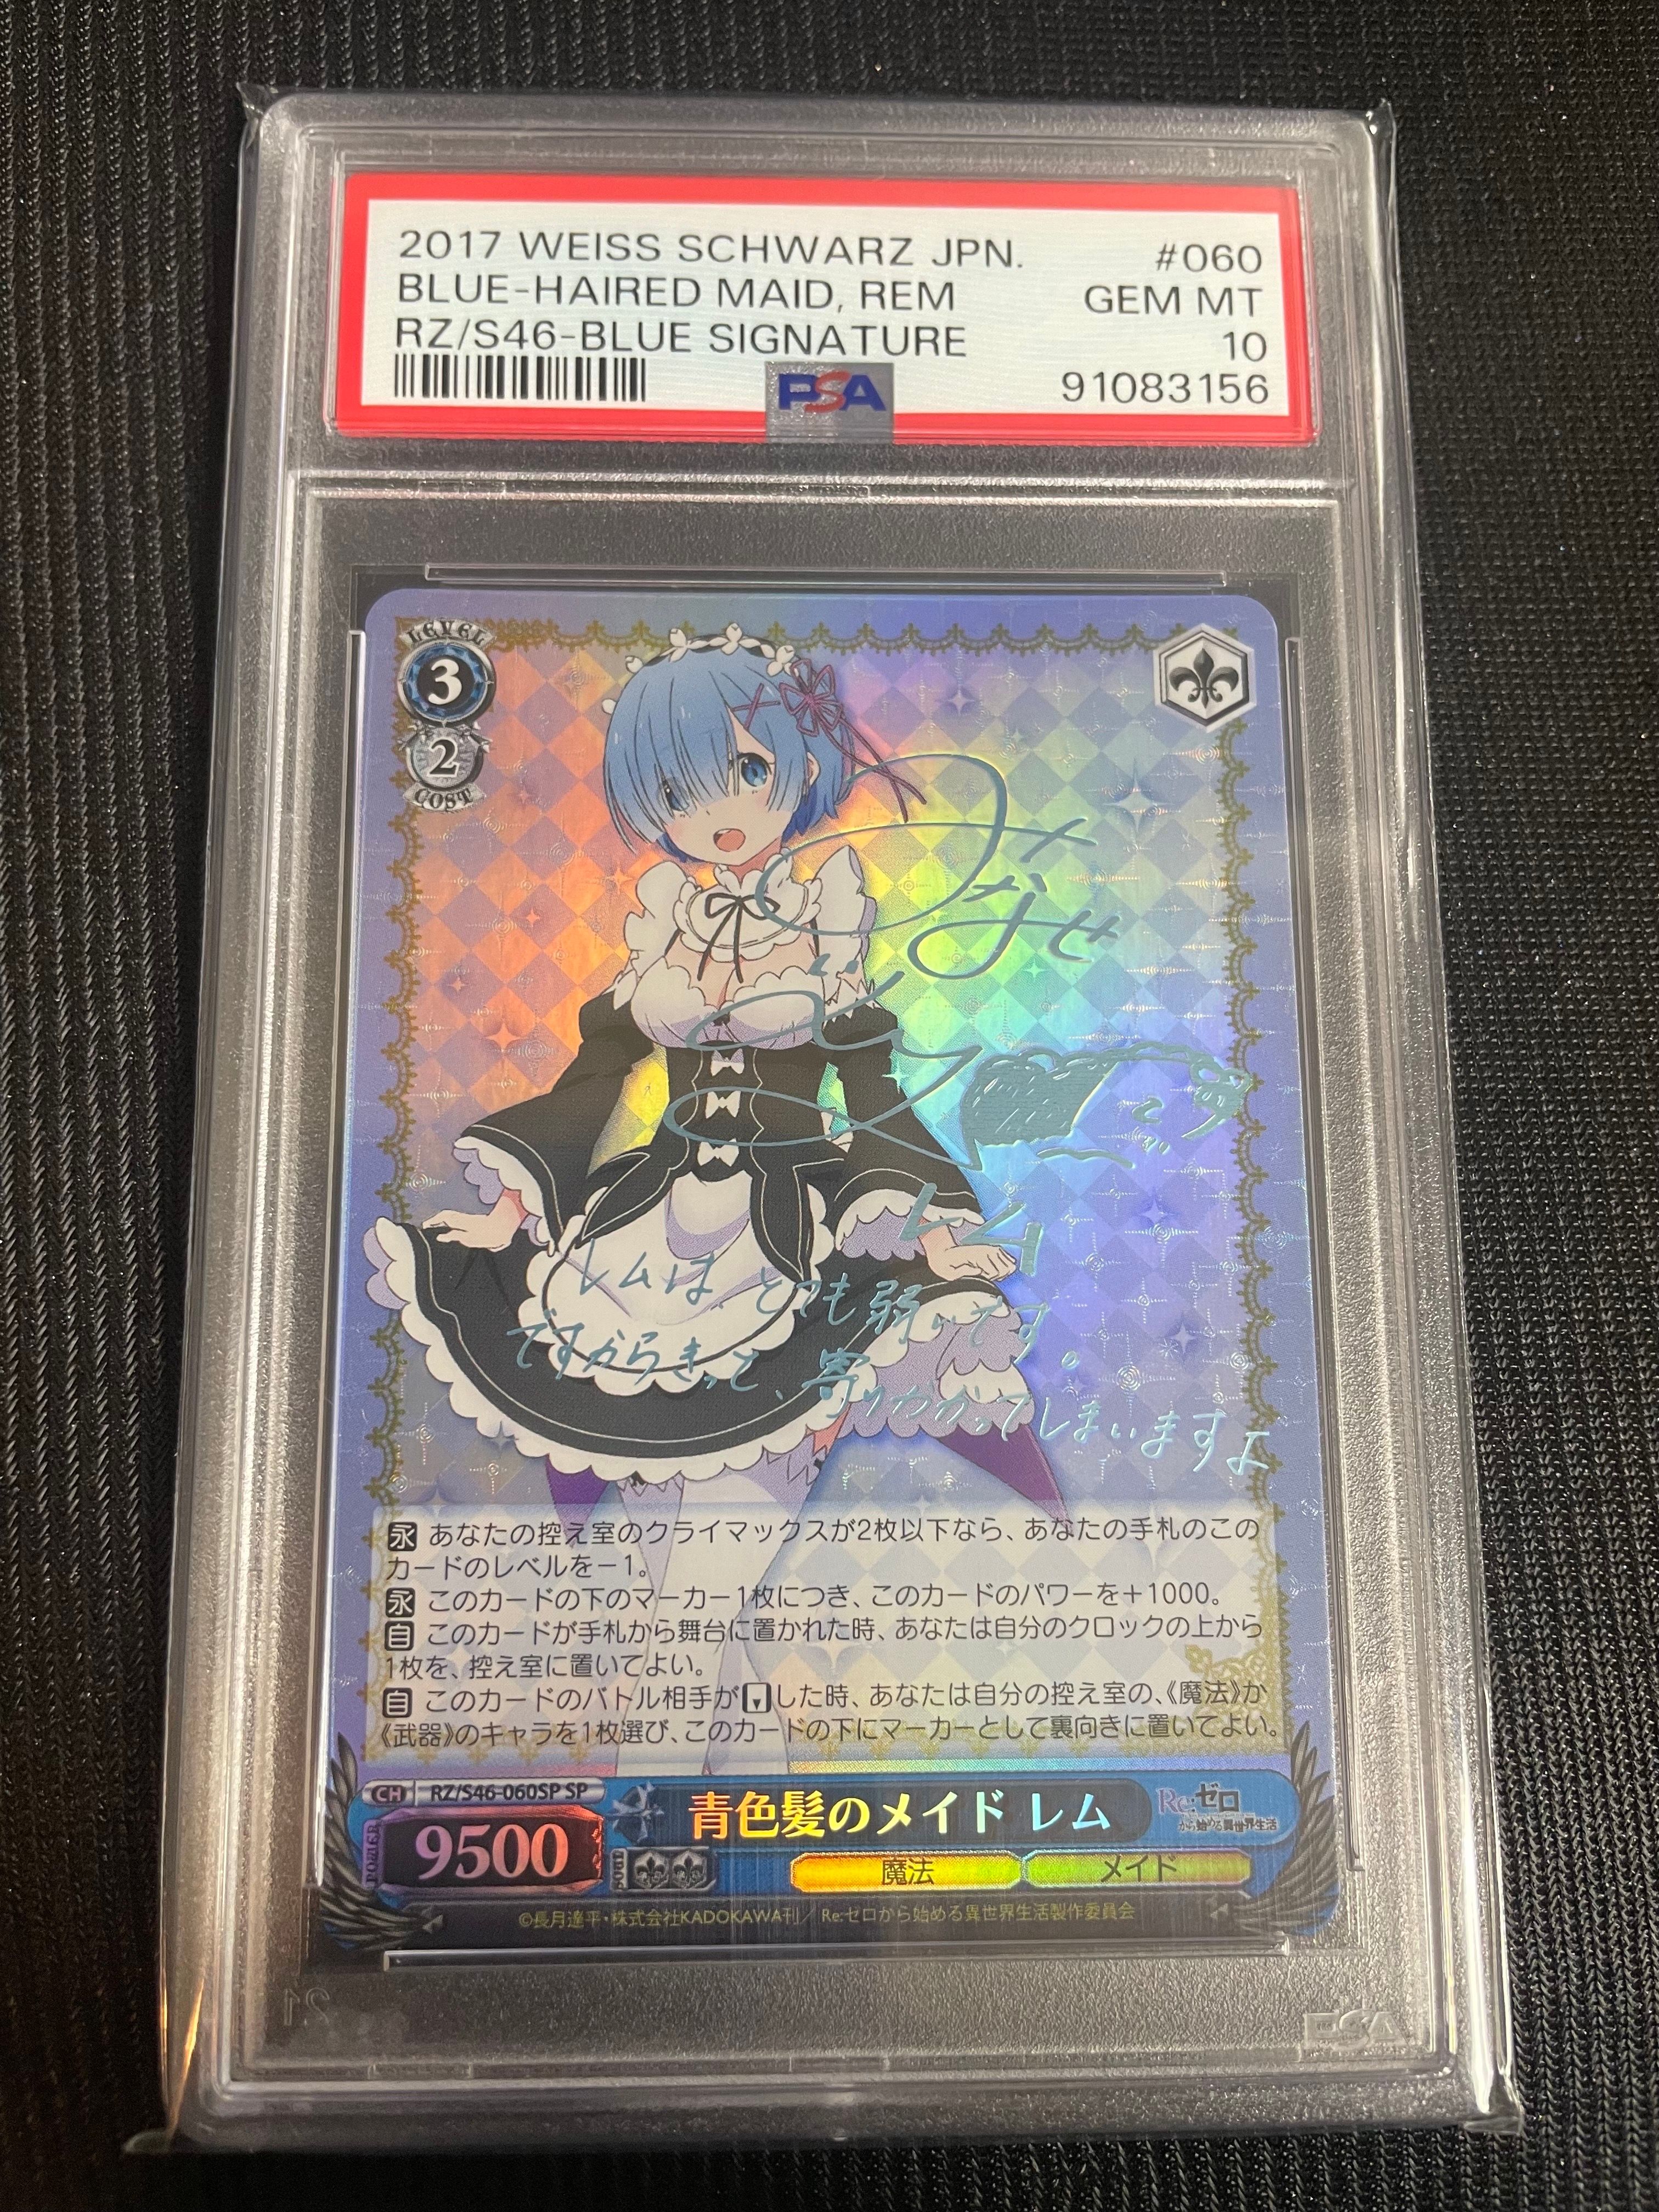 2017 WEISS SCHWARZ JPN. #060
BLUE-HAIRED MAID, REM GEM MT
RZ/S46-BLUE SIGNATURE 10
PSA 91083156
LEVEL
3
2
COST
レム
レムは、とても弱いです。
ですからきっと、寄りかかってしまいますよ
永 あなたの控え室のクライマックスが2枚以下なら、あなたの手札のこの
カードのレベルを－1。
永 このカードの下のマーカー1枚につき、このカードのパワーを＋1000。
自 このカードが手札から舞台に置かれた時、あなたは自分のクロックの上から
1枚を、控え室に置いてよい。
自 このカードのバトル相手がした時、あなたは自分の控え室の、《魔法》か
《武器》のキャラを1枚選び、このカードの下にマーカーとして裏向きに置いてよい。
CH RZ/S46-060SP SP
青色髪のメイド レム
Re:ゼロ
から始める異世界生活
POWER 9500
SOUL
魔法 メイド
©長月達平・株式会社KADOKAWA刊／Re:ゼロから始める異世界生活製作委員会
PSA